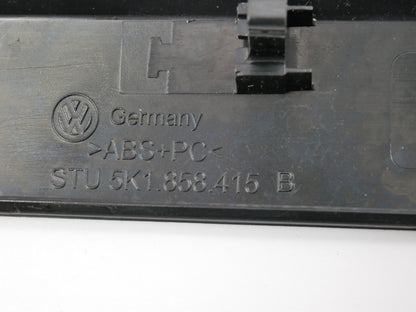 Germany
>ABS+PC<
STU 5K1.858.415 B